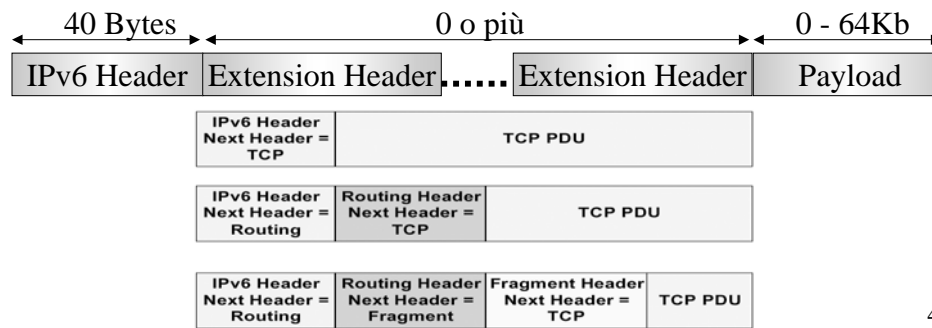 40 Bytes 0 o più 0 - 64Kb
IPv6 Header Extension Header ...... Extension Header Payload
IPv6 Header
Next Header =
TCP
TCP PDU
IPv6 Header
Next Header =
Routing
Routing Header
Next Header =
TCP
TCP PDU
IPv6 Header
Next Header =
Routing
Routing Header
Next Header =
Fragment
Fragment Header
Next Header =
TCP
TCP PDU
4